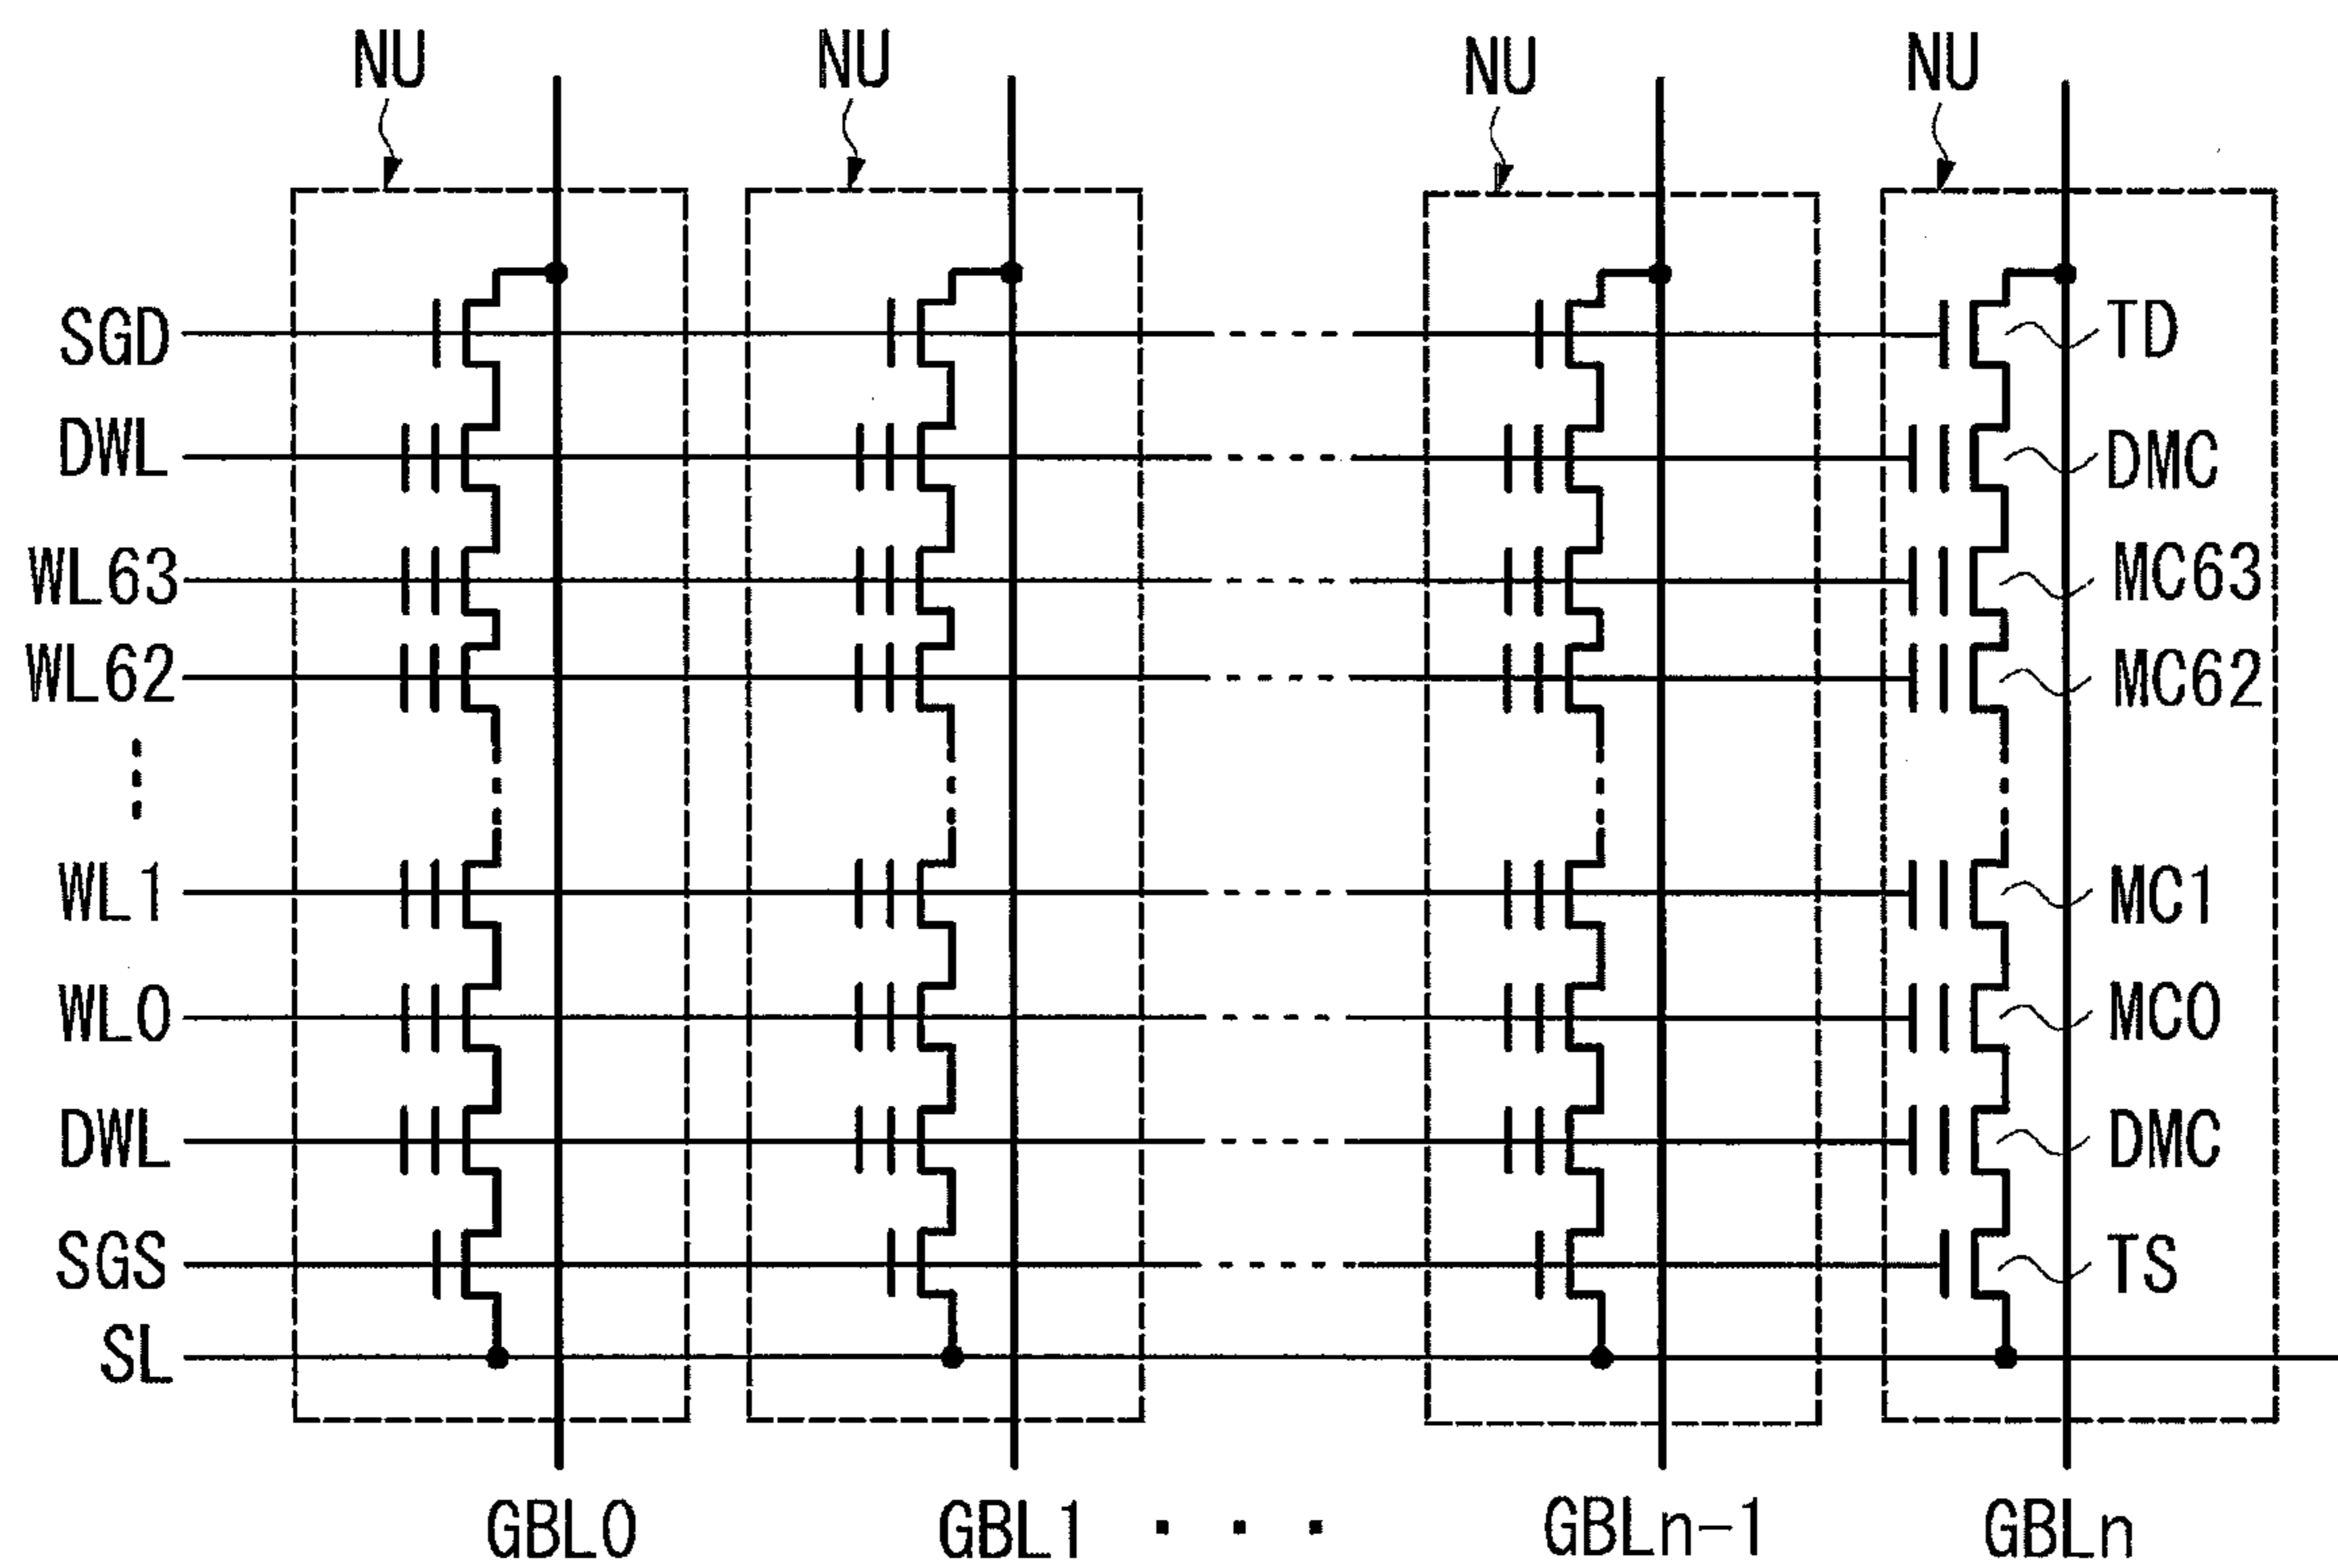 NU NU NU NU
SGD TD
DWL DMC
WL63 MC63
WL62 MC62
WL1 MC1
WL0 MC0
DWL DMC
SGS TS
SL
GBL0 GBL1 · · · GBLn-1 GBLn